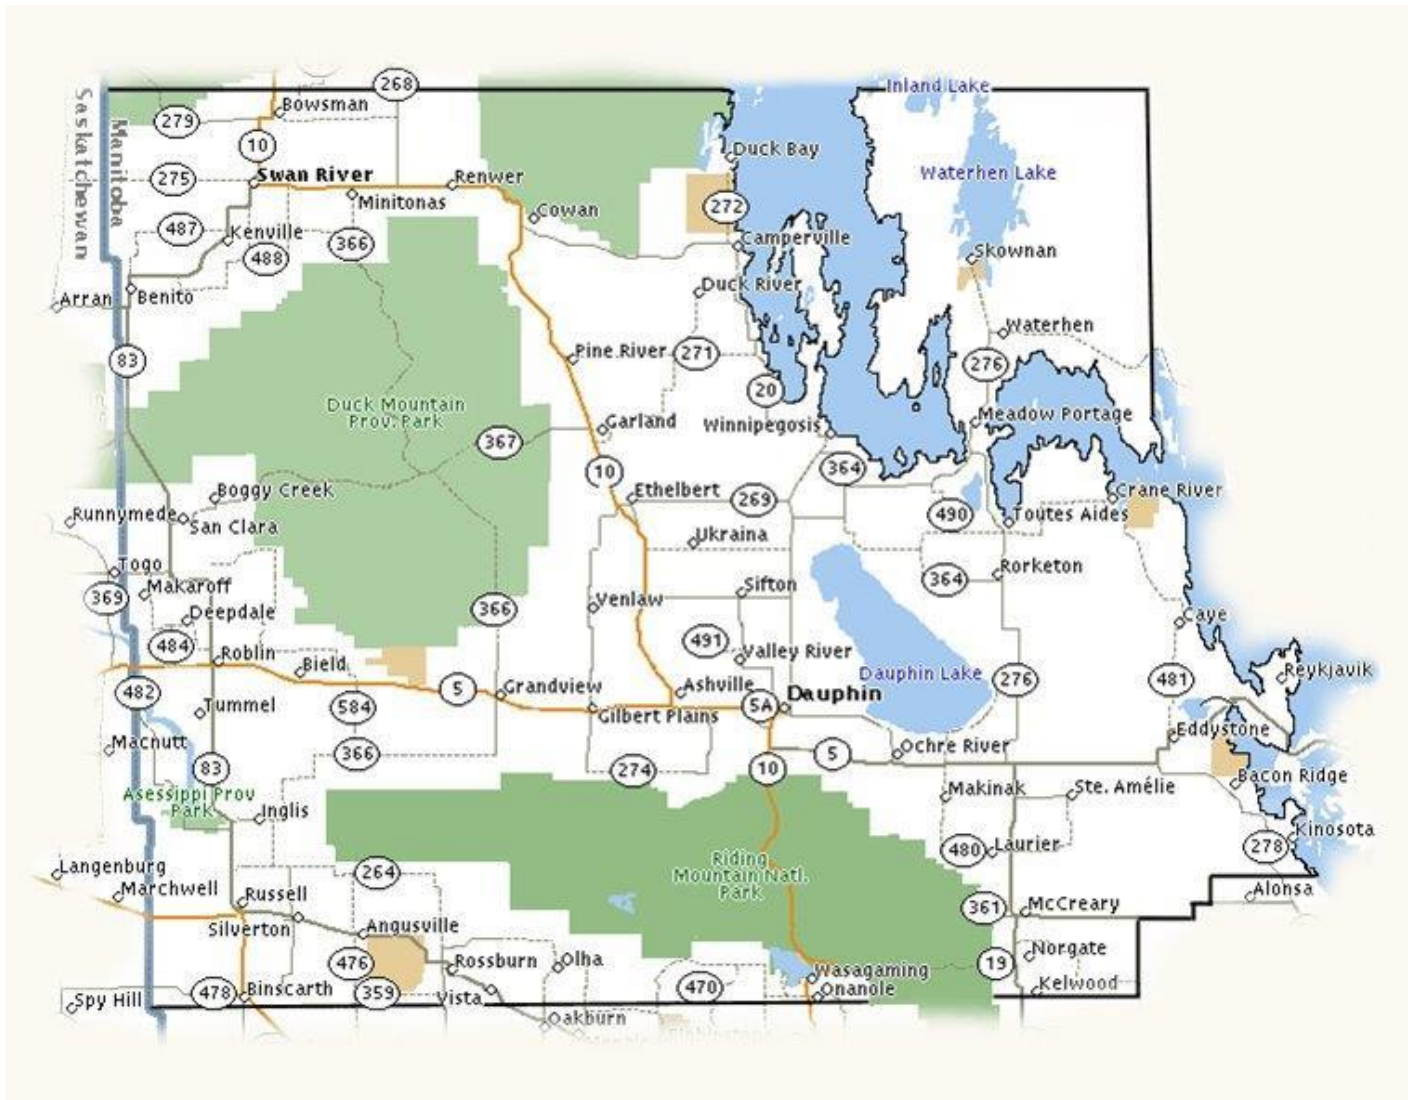 268
Inland Lake
Bowsman
279
Saskatchewan
Manitoba
10
Duck Bay
Waterhen Lake
275
Swan River
Renwer
Minitonas
272
Cowan
487
Kenville
366
Camperville
488
Skownan
Duck River
Arran
Benito
Waterhen
83
Pine River
271
276
20
Duck Mountain
Prov. Park
Meadow Portage
Garland
Winnipegosis
367
10
364
Boggy Creek
Ethelbert
269
Crane River
Runnymede
San Clara
490
Toutes Aides
Ukraina
Togo
Rorketon
Makaroff
364
Sifton
369
Venlaw
366
Deepdale
Caye
484
491
Roblin
Bield
Valley River
Dauphin Lake
Reykjavik
482
5
Grandview
Ashville
Dauphin
276
481
Tummel
584
5A
Gilbert Plains
Eddystone
Macnutt
366
5
Ochre River
83
274
10
Bacon Ridge
Asessippi Prov
Park
Makinak
Ste. Amélie
Inglis
Kinosota
480
Laurier
278
Riding
Mountain Natl.
Park
Langenburg
264
Marchwell
Russell
Alonsa
361
McCreary
Silverton
Angusville
Norgate
476
Rossburn
Olha
19
Wasagaming
478
Binscarth
359
Vista
470
Onanole
Kelwood
Spy Hill
Oakburn